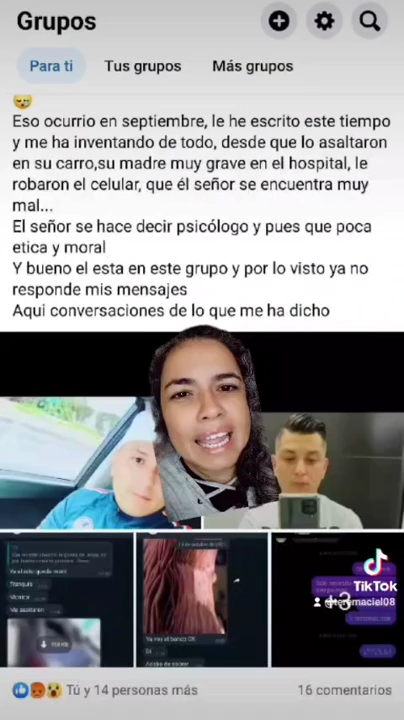 Grupos
Para ti
Tus grupos
Más grupos
Eso ocurrio en septiembre, le he escrito este tiempo
y me ha inventando de todo, desde que lo asaltaron
en su carro,su madre muy grave en el hospital, le
robaron el celular, que él señor se encuentra muy
mal...
El señor se hace decir psicólogo y pues que poca
etica y moral
Y bueno el esta en este grupo y por lo visto ya no
responde mis mensajes
Aqui conversaciones de lo que me ha dicho
Tranquii
Me asaltaron
+3
TikTok
Tú y 14 personas más
16 comentarios